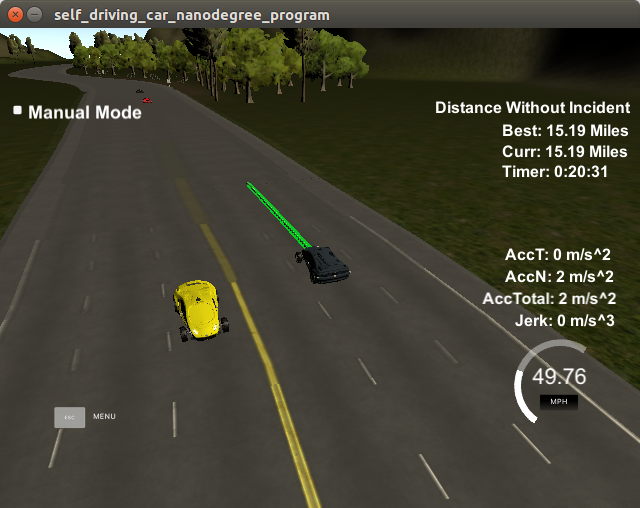 self_driving_car_nanodegree_program
Manual Mode
Distance Without Incident
Best: 15.19 Miles
Curr: 15.19 Miles
Timer: 0:20:31
AccT: 0 m/s^2
AccN: 2 m/s^2
AccTotal: 2 m/s^2
Jerk: 0 m/s^3
49.76
MPH
ESC MENU